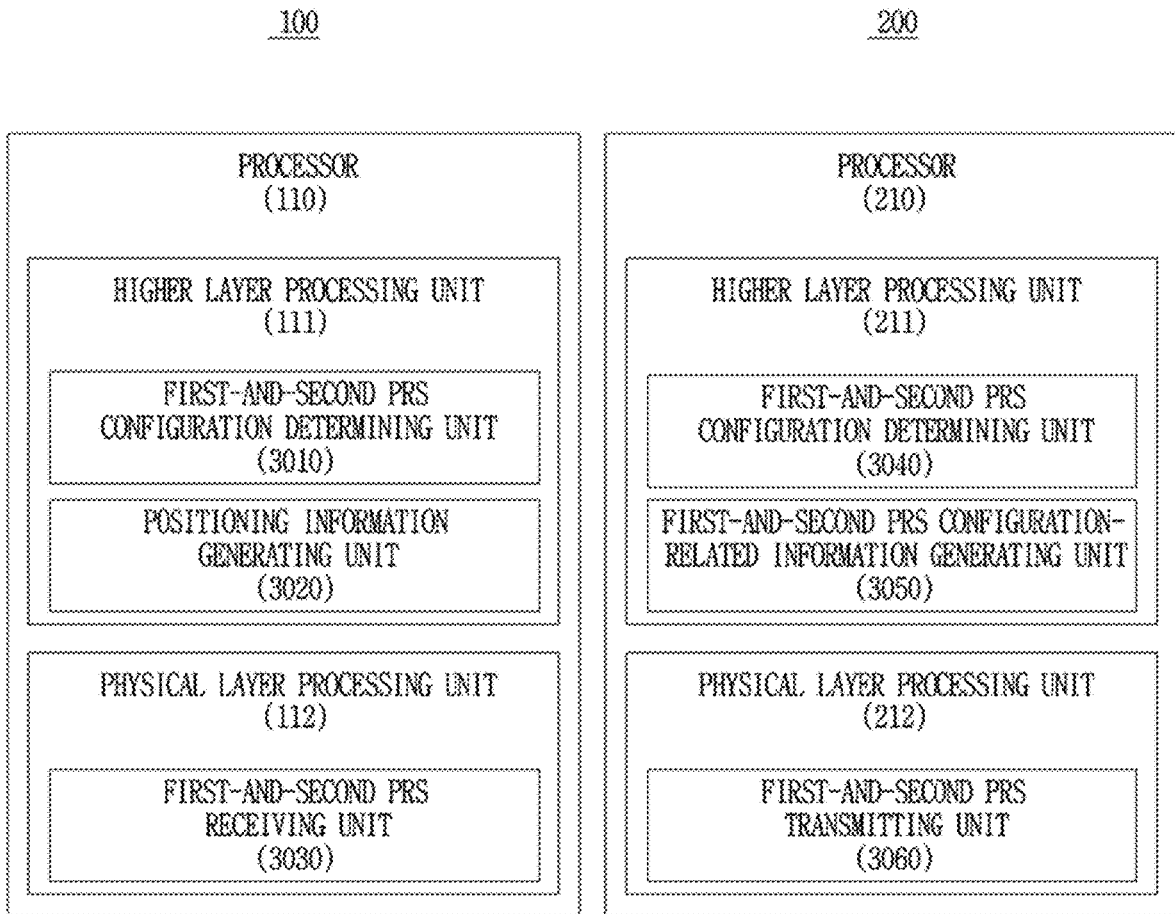 100
PROCESSOR
(110)
HIGHER LAYER PROCESSING UNIT
(111)
FIRST-AND-SECOND PRS
CONFIGURATION DETERMINING UNIT
(3010)
POSITIONING INFORMATION
GENERATING UNIT
(3020)
PHYSICAL LAYER PROCESSING UNIT
(112)
FIRST-AND-SECOND PRS
RECEIVING UNIT
(3030)
200
PROCESSOR
(210)
HIGHER LAYER PROCESSING UNIT
(211)
FIRST-AND-SECOND PRS
CONFIGURATION DETERMINING UNIT
(3040)
FIRST-AND-SECOND PRS CONFIGURATION-
RELATED INFORMATION GENERATING UNIT
(3050)
PHYSICAL LAYER PROCESSING UNIT
(212)
FIRST-AND-SECOND PRS
TRANSMITTING UNIT
(3060)